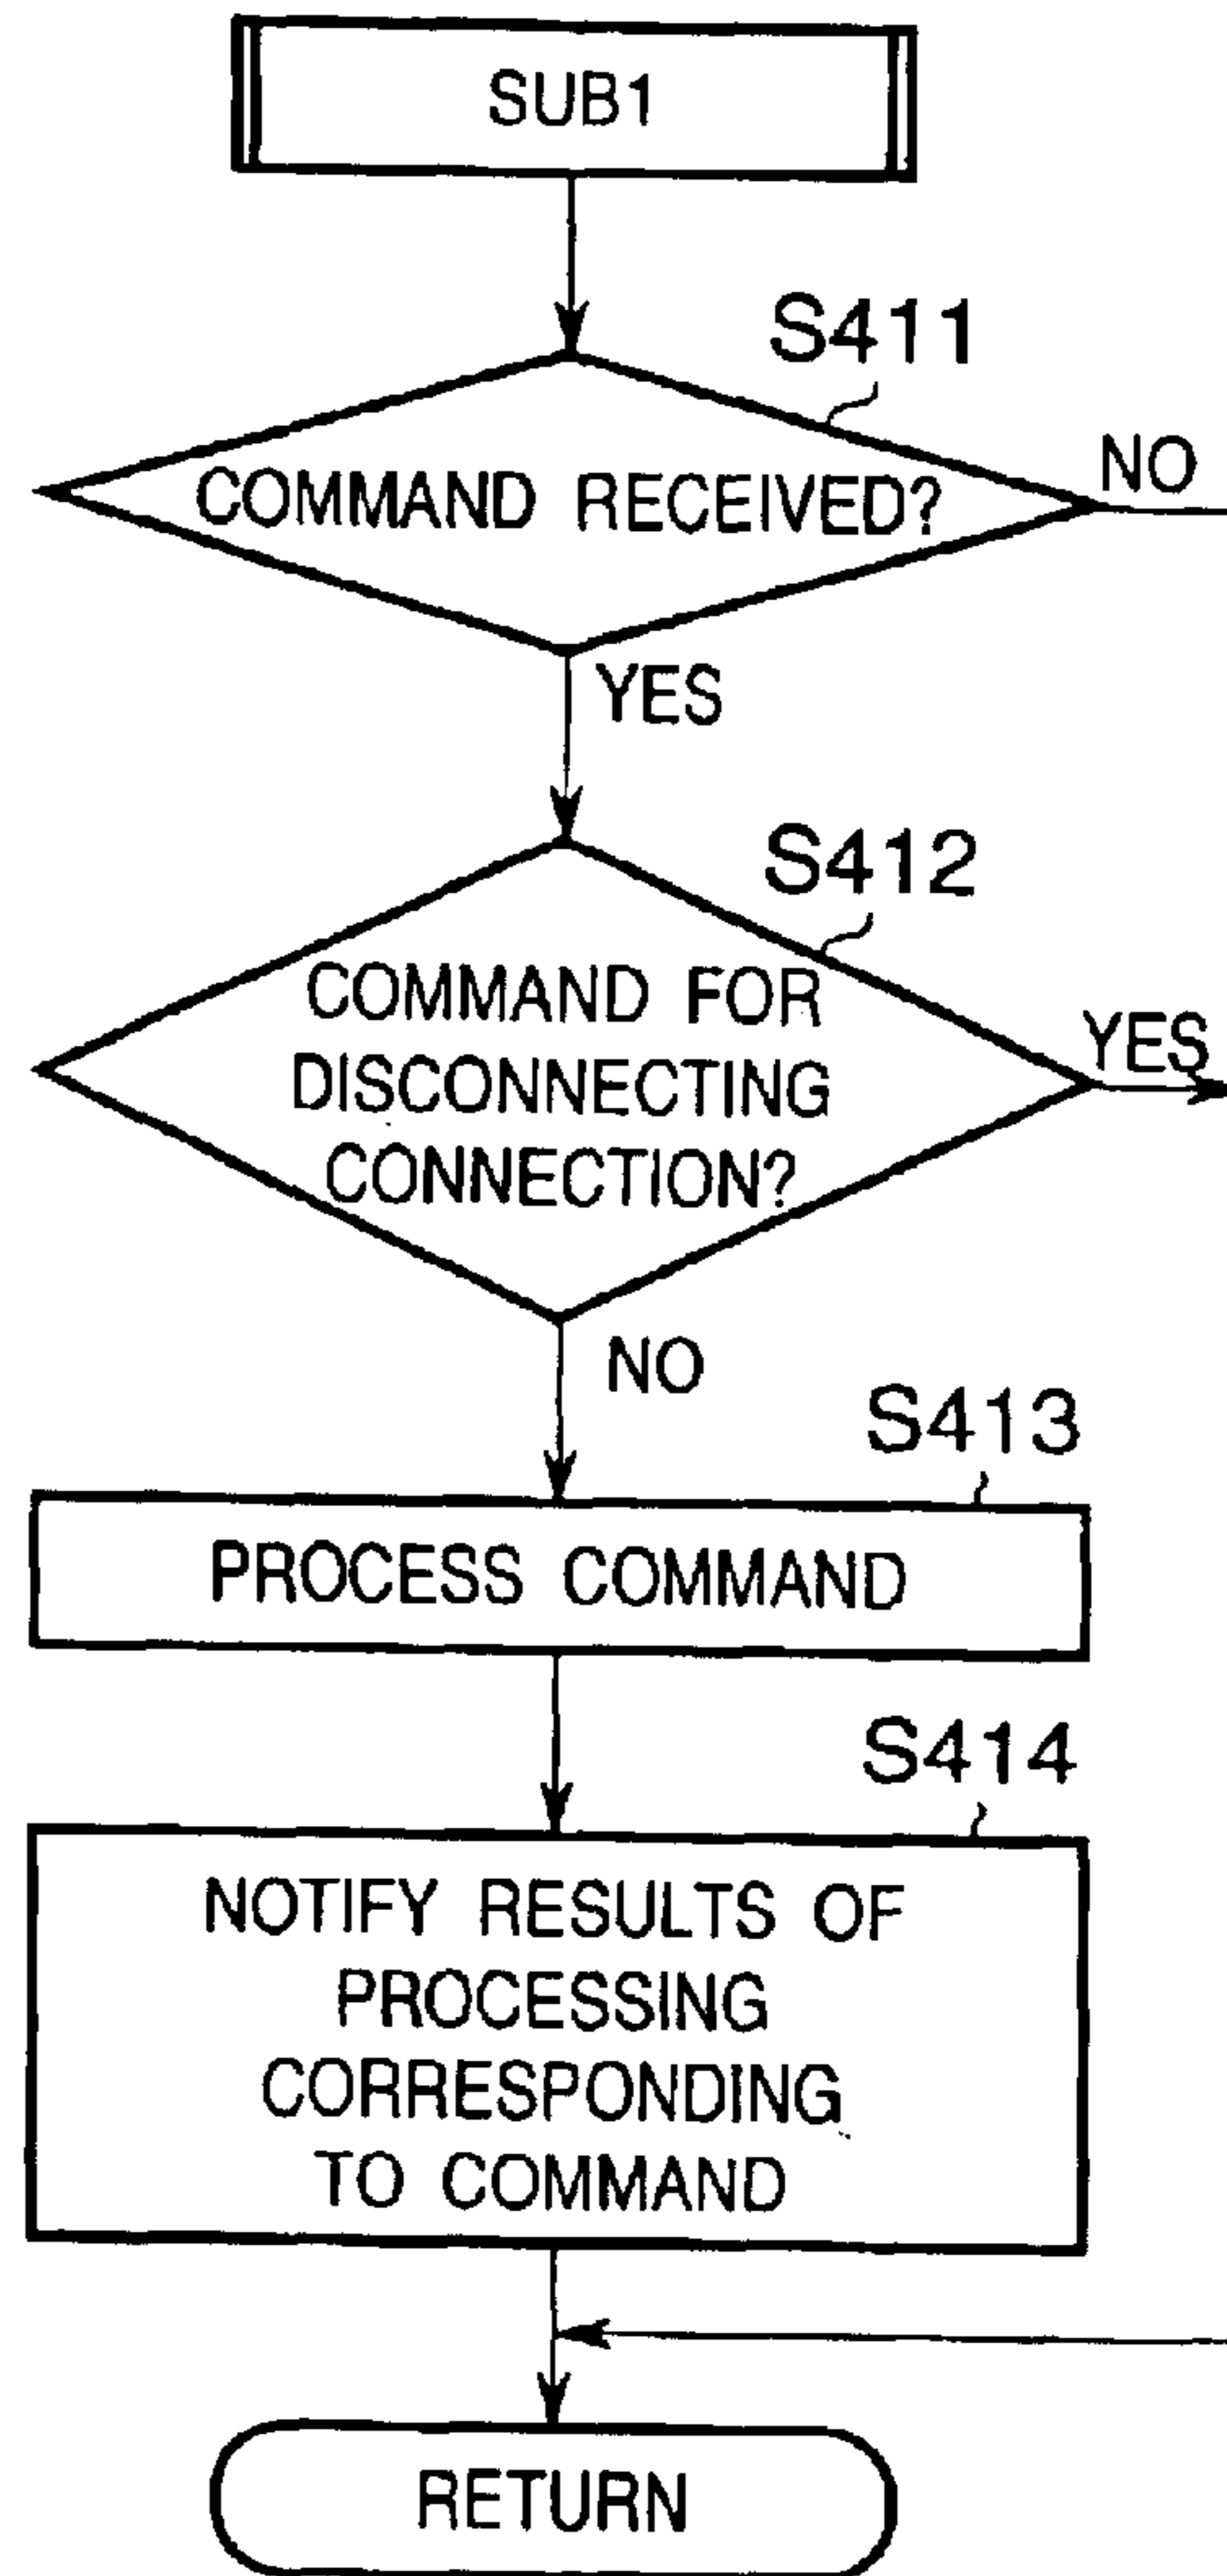 SUB1
S411
COMMAND RECEIVED?
NO
YES
S412
COMMAND FOR
DISCONNECTING
CONNECTION?
YES
NO
S413
PROCESS COMMAND
S414
NOTIFY RESULTS OF
PROCESSING
CORRESPONDING
TO COMMAND
RETURN